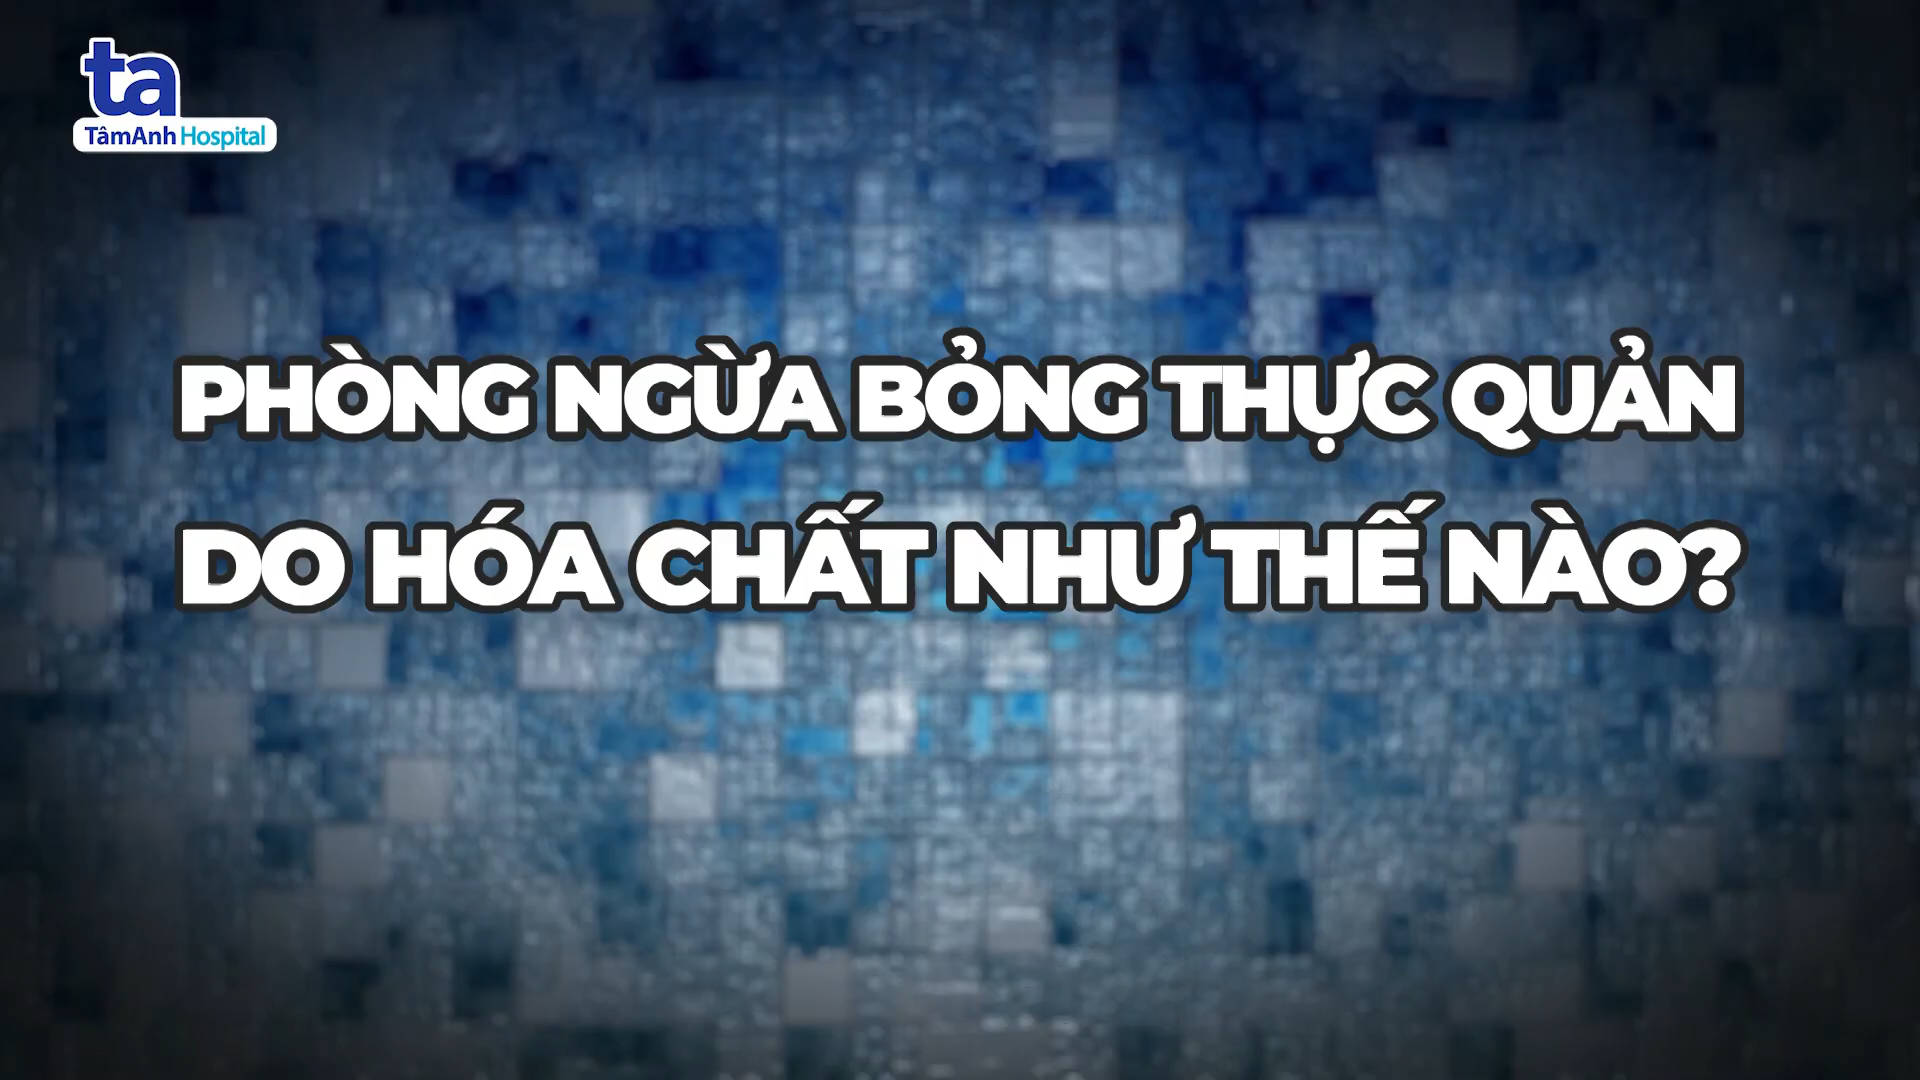 ta
TâmAnh Hospital
PHÒNG NGỪA BỎNG THỰC QUẢN
DO HÓA CHẤT NHƯ THẾ NÀO?